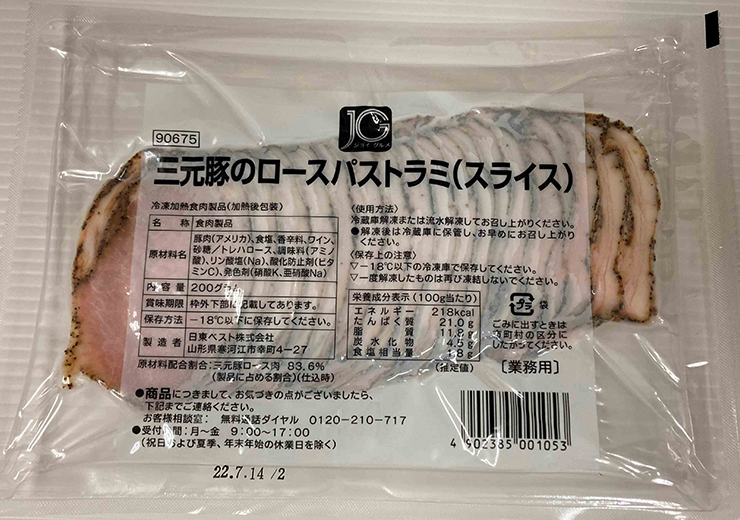 JG
ジョイ グルメ
90675
三元豚のロースパストラミ(スライス)
冷凍加熱食肉製品(加熱後包装)
名称 食肉製品
原材料名 豚肉(アメリカ)、食塩、香辛料、ワイン、
砂糖/トレハロース、調味料(アミノ
酸)、リン酸塩(Na)、酸化防止剤(ビタ
ミンC)、発色剤(硝酸K、亜硝酸Na)
内容量 200グラム
賞味期限 枠外下部に記載してあります。
保存方法 -18℃以下に保存してください。
製造者 日東ベスト株式会社
山形県寒河江市幸町4-27
原材料配合割合:三元豚ロース肉 83.6%
(製品に占める割合)(仕込時)
〈使用方法〉
冷蔵庫解凍または流水解凍してお召し上がりください。
●解凍後は冷蔵庫に保管し、お早めにお召し上がり
ください。
〈保存上の注意〉
▽-18℃以下の冷凍庫で保存してください。
▽一度解凍したものは再び凍結しないでください。
栄養成分表示(100g当たり)
エネルギー 218kcal
たんぱく質 21.0g
脂質 11.8g
炭水化物 4.5g
食塩相当量 1.8g
(推定値)
プラ 袋
ごみに出すときは
市町村の区分に
したがってください。
[業務用]
●商品につきまして、お気づきの点がございましたら、
下記までご連絡ください。
お客様相談室: 無料通話ダイヤル 0120-210-717
●受付時間:月~金 9:00~17:00
(祝日および夏季、年末年始の休業日を除く)
4 902385 001053
22.7.14 /2